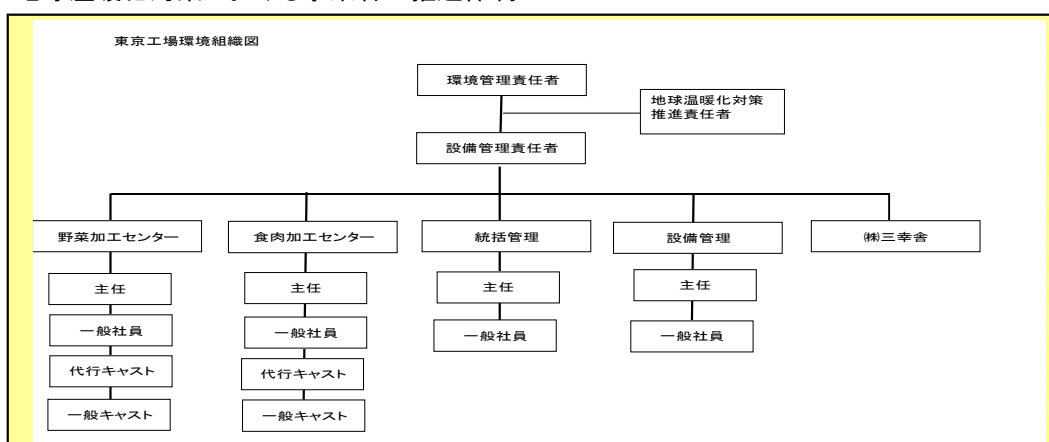 東京工場環境組織図
環境管理責任者
地球温暖化対策
推進責任者
設備管理責任者
野菜加工センター
食肉加工センター
統括管理
設備管理
㈱三幸舎
主任
主任
主任
主任
一般社員
一般社員
一般社員
一般社員
代行キャスト
代行キャスト
一般キャスト
一般キャスト